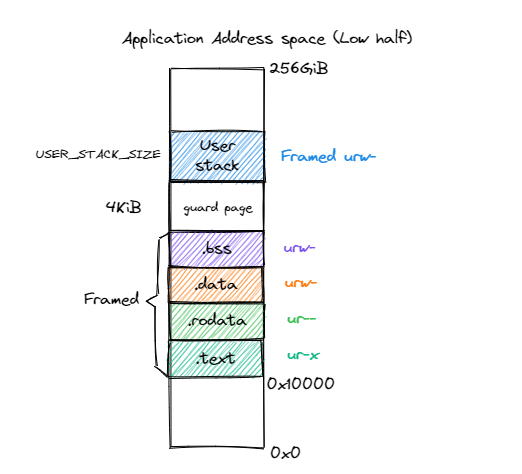 Application Address space (Low half)
256GiB
User
stack
USER_STACK_SIZE
Framed urw-
4KiB
guard page
.bss
urw-
.data
urw-
Framed
.rodata
ur--
.text
ur-x
0x10000
0x0